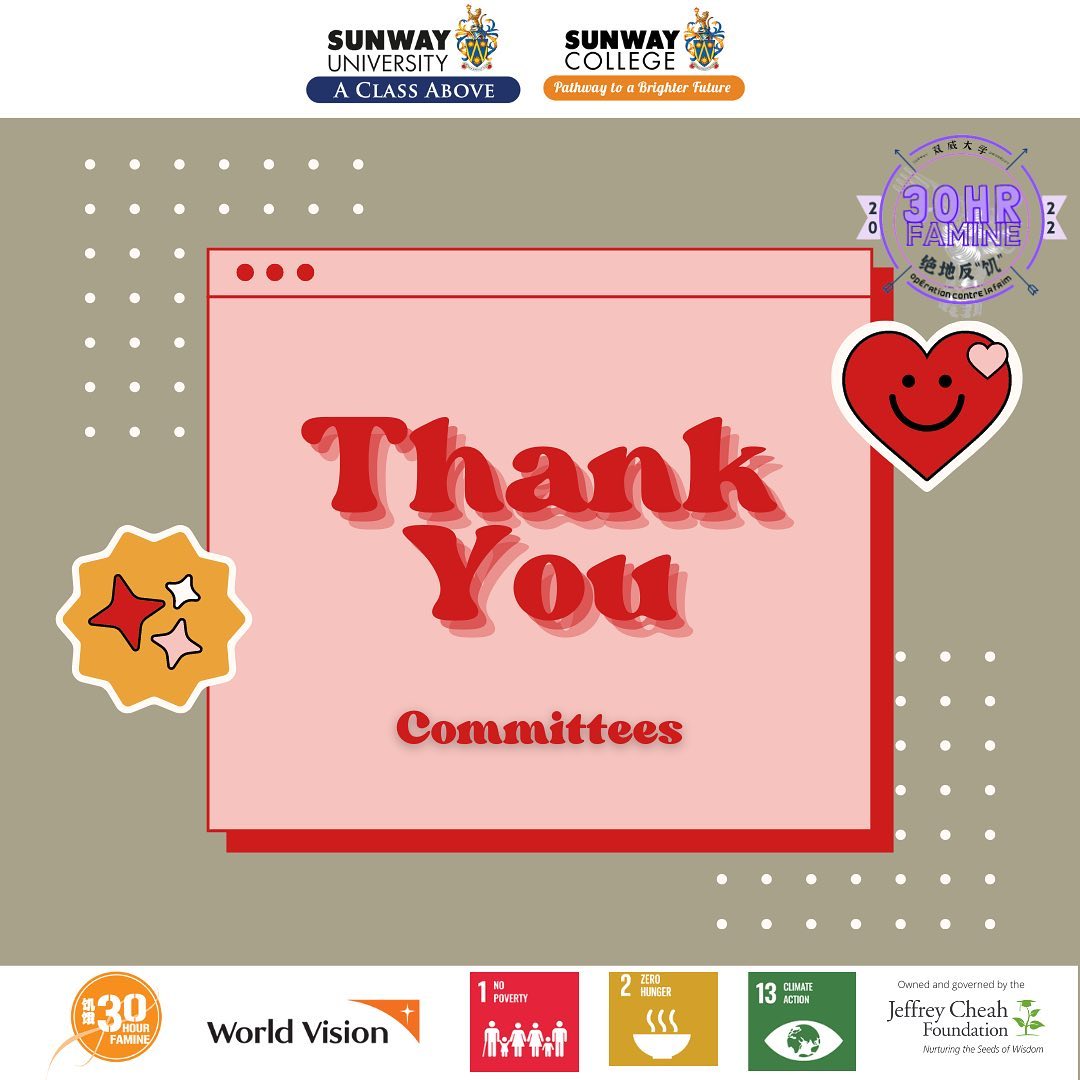 SUNWAY
UNIVERSITY
A CLASS ABOVE
SUNWAY
COLLEGE
Pathway to a Brighter Future
双威大学
20
22
30HR
FAMINE
绝地反“饥”
opération contre la faim
Thank
You
Committees
饥饿
30
HOUR
FAMINE
World Vision
1 NO
POVERTY
2 ZERO
HUNGER
13 CLIMATE
ACTION
Owned and governed by the
Jeffrey Cheah
Foundation
Nurturing the Seeds of Wisdom